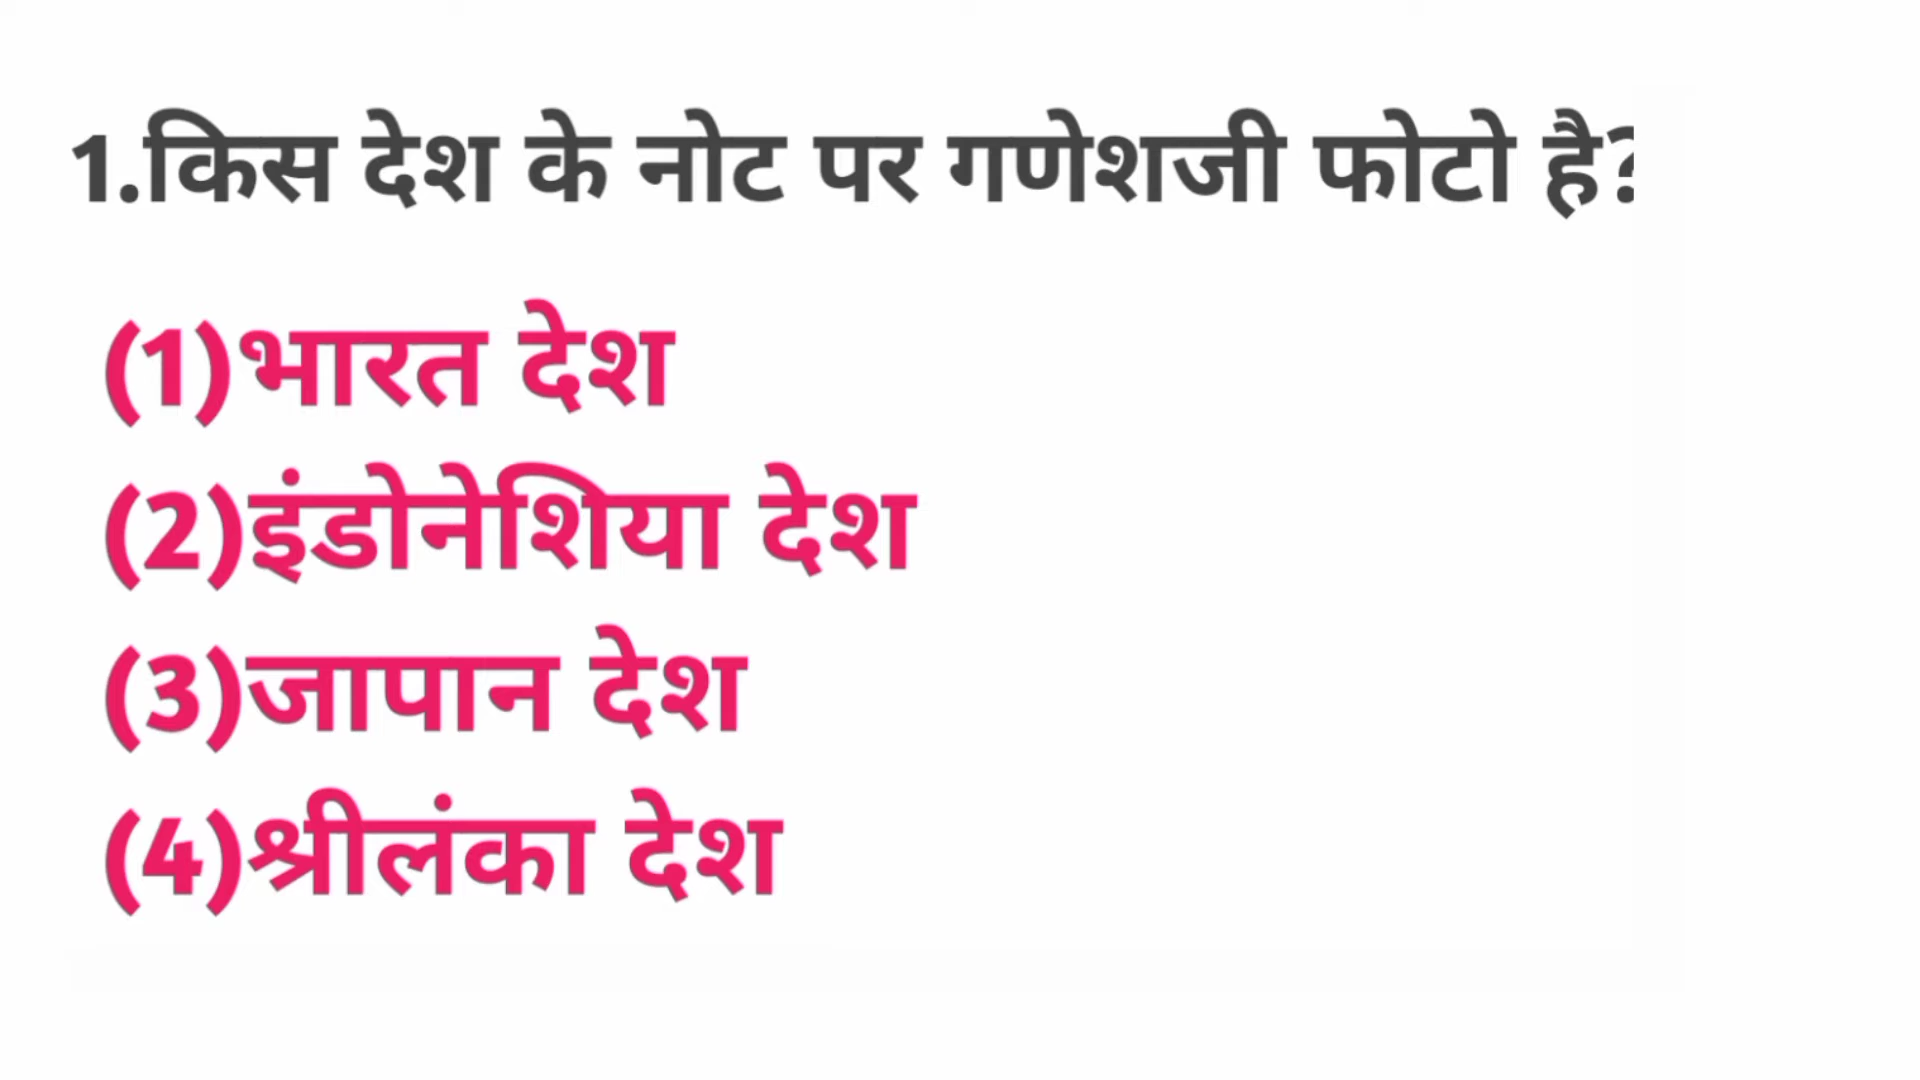 1.किस देश के नोट पर गणेशजी फोटो है?
(1)भारत देश
(2)इंडोनेशिया देश
(3)जापान देश
(4)श्रीलंका देश